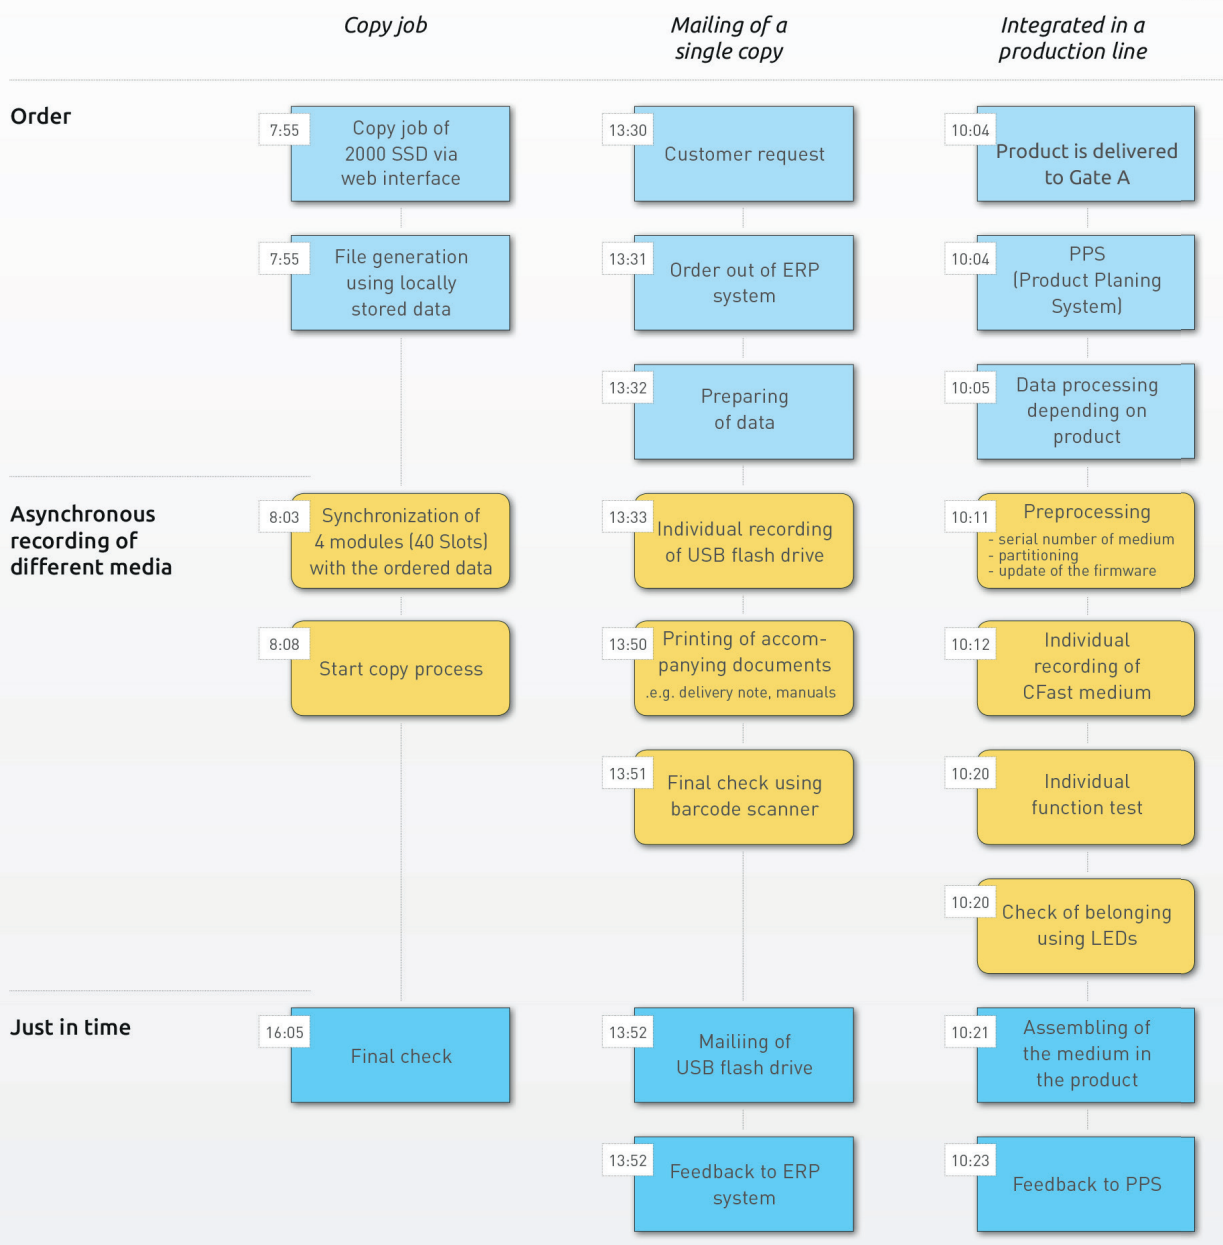 Copy job
Mailing of a
single copy
Integrated in a
production line
Order
7:55
Copy job of
2000 SSD via
web interface
13:30
Customer request
10:04
Product is delivered
to Gate A
7:55
File generation
using locally
stored data
13:31
Order out of ERP
system
10:04
PPS
(Product Planing
System)
13:32
Preparing
of data
10:05
Data processing
depending on
product
Asynchronous
recording of
different media
8:03
Synchronization of
4 modules (40 Slots)
with the ordered data
13:33
Individual recording
of USB flash drive
10:11
Preprocessing
- serial number of medium
- partitioning
- update of the firmware
8:08
Start copy process
13:50
Printing of accom-
panying documents
.e.g. delivery note, manuals
10:12
Individual
recording of
CFast medium
13:51
Final check using
barcode scanner
10:20
Individual
function test
10:20
Check of belonging
using LEDs
Just in time
16:05
Final check
13:52
Mailiing of
USB flash drive
10:21
Assembling of
the medium in
the product
13:52
Feedback to ERP
system
10:23
Feedback to PPS